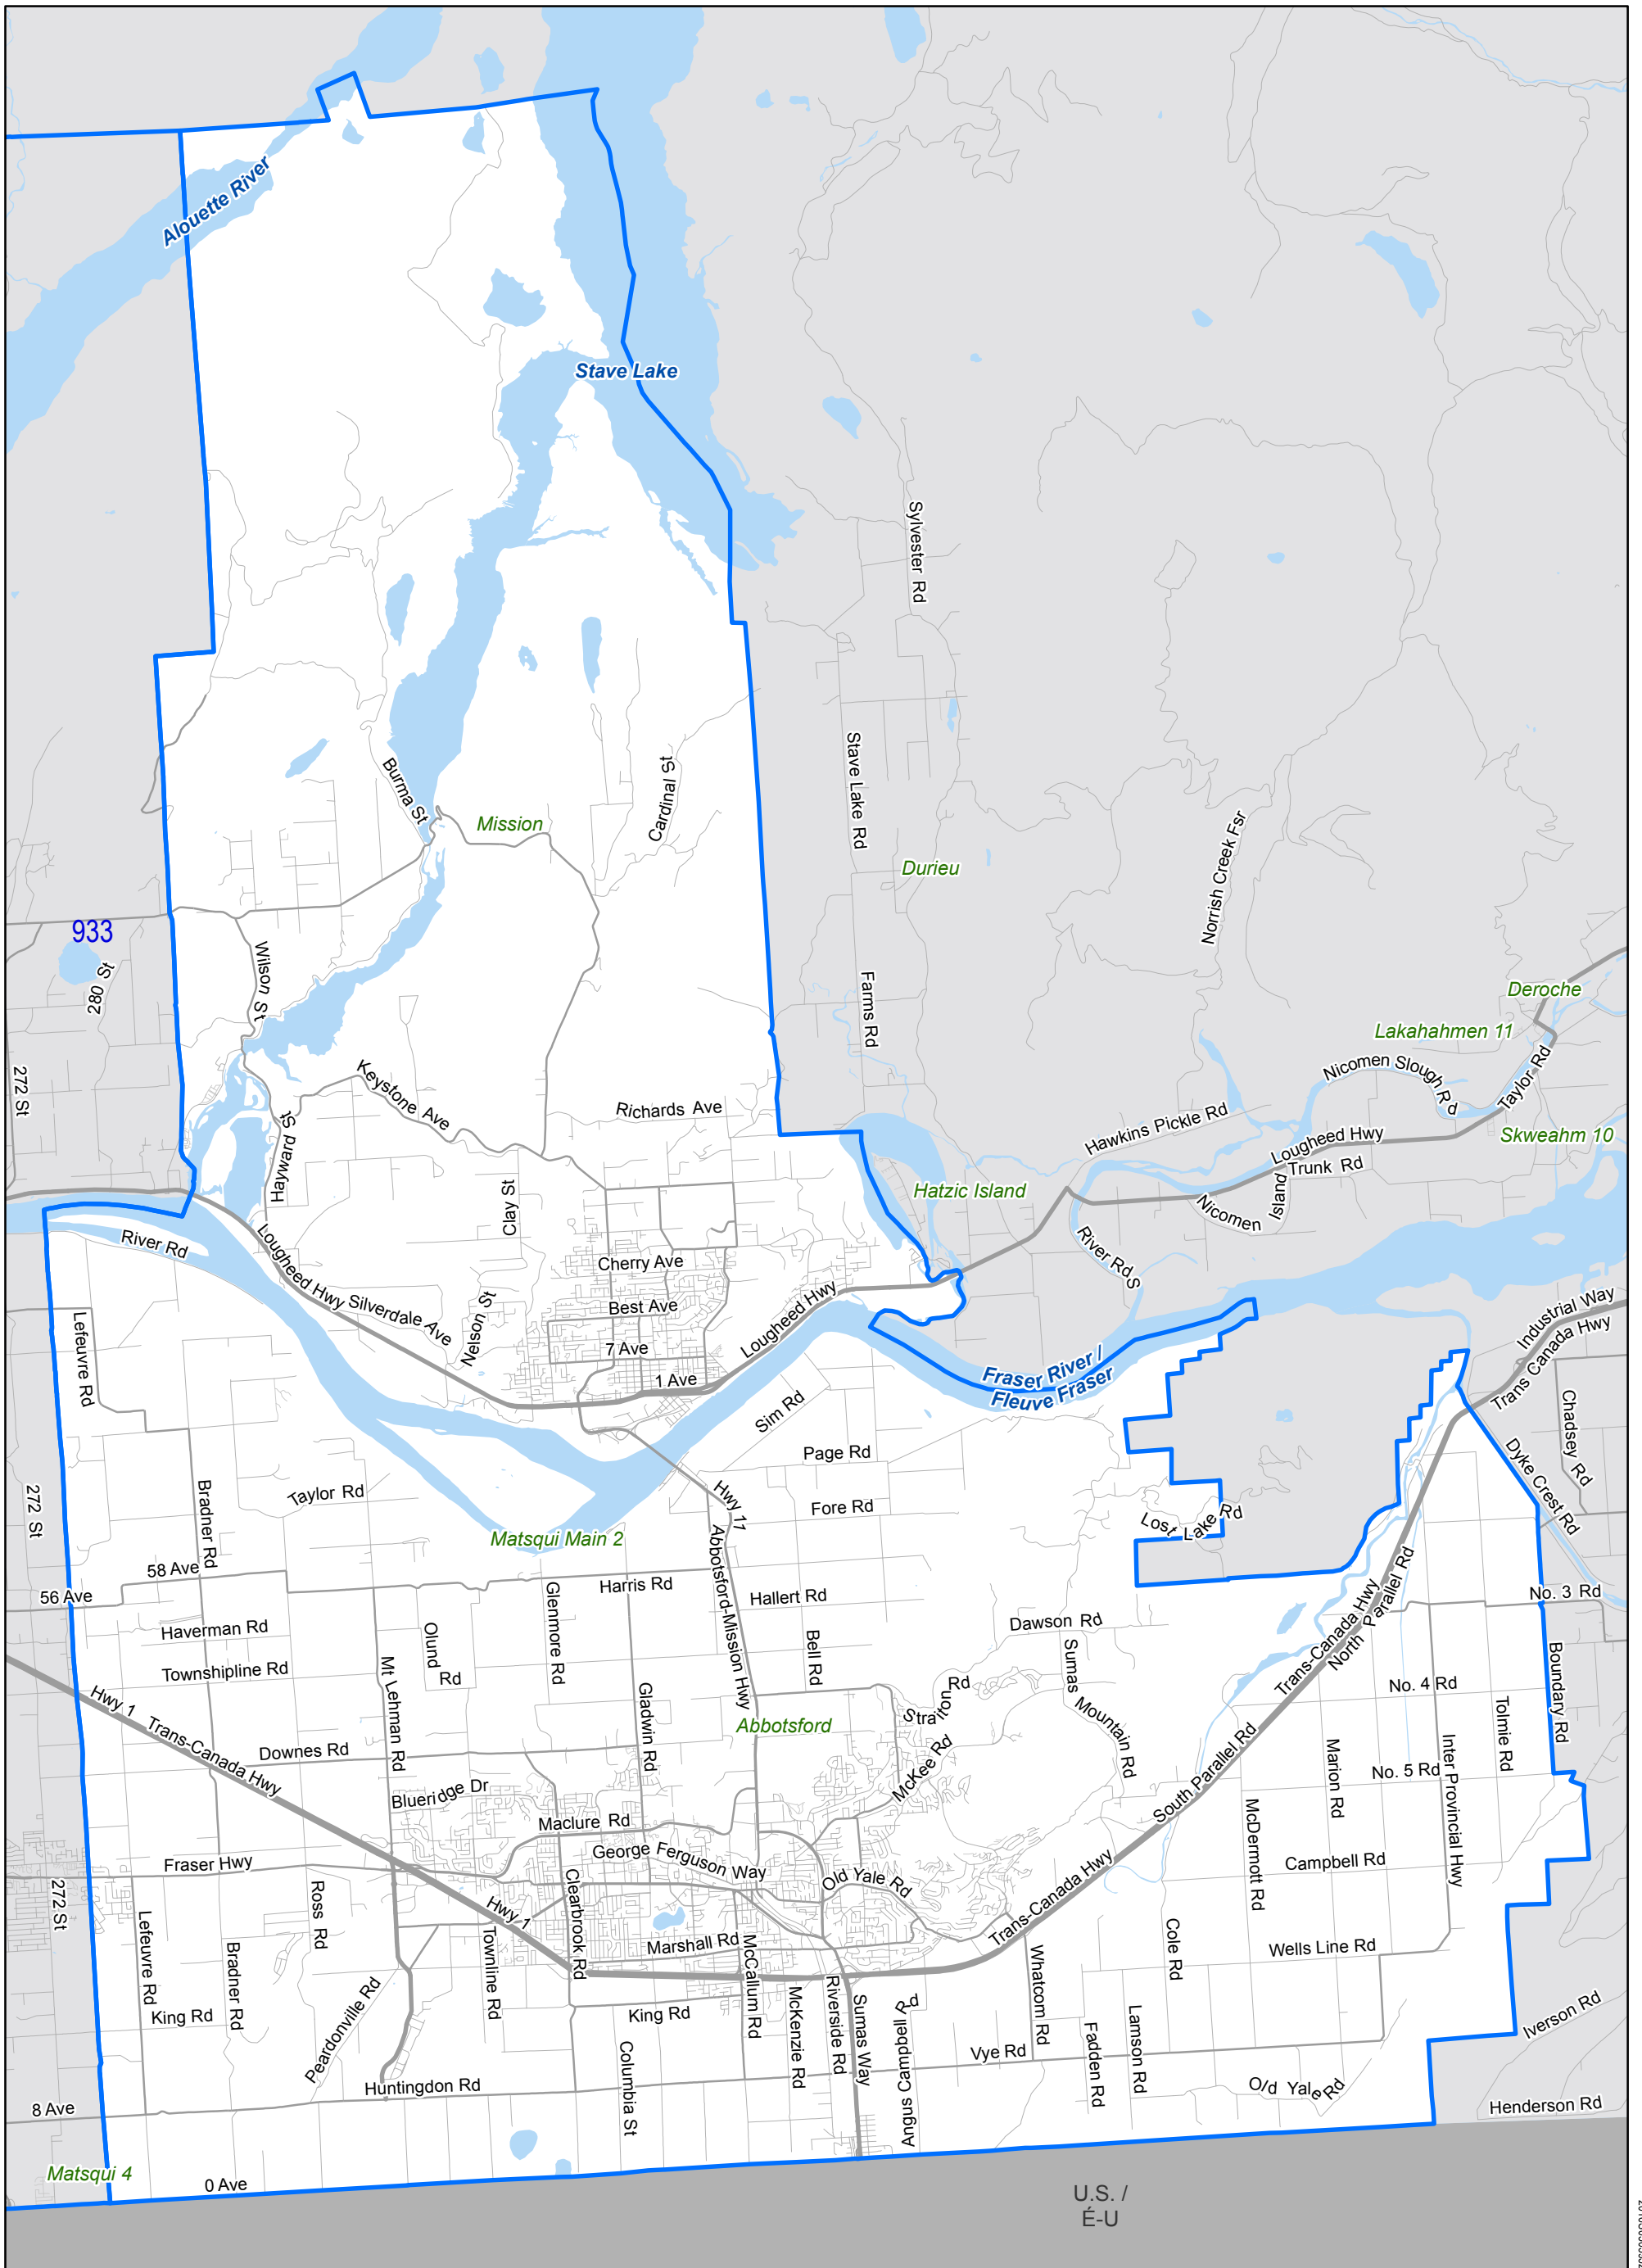 Alouette River
Stave Lake
Sylvester Rd
Burma St
Mission
Cardinal St
Stave Lake Rd
Durieu
Norrish Creek Fsr
933
280 St
Wilson St
Farms Rd
Deroche
Lakahahmen 11
272 St
Keystone Ave
Nicomen Slough Rd
Taylor Rd
Richards Ave
Hayward St
Hawkins Pickle Rd
Lougheed Hwy
Skweahm 10
Trunk Rd
Island
Nicomen
Clay St
Hatzic Island
River Rd
Lougheed Hwy
Cherry Ave
River Rd S
Silverdale Ave
Nelson St
Best Ave
Lougheed Hwy
Industrial Way
Trans Canada Hwy
Lefeuvre Rd
7 Ave
1 Ave
Fraser River /
Fleuve Fraser
Sim Rd
Chadsey Rd
Page Rd
Dyke Crest Rd
272 St
Bradner Rd
Taylor Rd
Hwy 11
Fore Rd
Lost Lake Rd
Matsqui Main 2
Abbotsford-Mission Hwy
58 Ave
56 Ave
Harris Rd
Glenmore Rd
Hallert Rd
Trans-Canada Hwy
North Parallel Rd
No. 3 Rd
Haverman Rd
Olund
Rd
Bell Rd
Dawson Rd
Sumas
Mountain Rd
Boundary Rd
Townshipline Rd
Mt Lehman Rd
Gladwin Rd
Stratton Rd
No. 4 Rd
Tolmie Rd
Hwy 1
Trans-Canada Hwy
Abbotsford
Downes Rd
McKee Rd
South Parallel Rd
Marion Rd
No. 5 Rd
Inter Provincial Hwy
Blueridge Dr
Maclure Rd
McDermott Rd
George Ferguson Way
Fraser Hwy
Campbell Rd
Old Yale Rd
272 St
Lefeuvre Rd
Ross Rd
Hwy 1
Clearbrook Rd
Trans-Canada Hwy
Bradner Rd
Townline Rd
Marshall Rd
McCallum Rd
Whatcom Rd
Cole Rd
Wells Line Rd
King Rd
Peardonville Rd
King Rd
McKenzie Rd
Riverside Rd
Sumas Way
Angus Campbell Rd
Fadden Rd
Lamson Rd
Iverson Rd
Columbia St
Vye Rd
Huntingdon Rd
Old Yale Rd
8 Ave
Henderson Rd
Matsqui 4
0 Ave
U.S. /
É-U